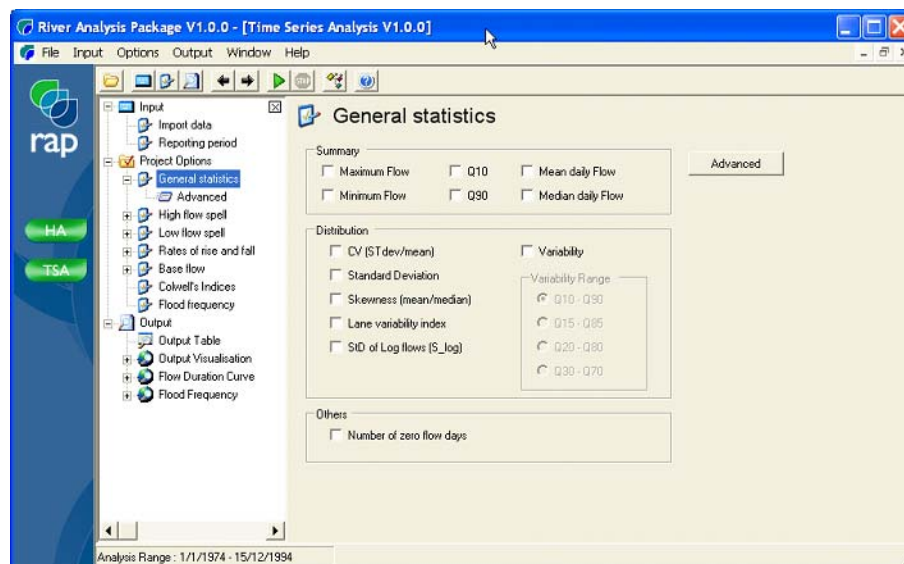 River Analysis Package V1.0.0 - [Time Series Analysis V1.0.0]
File Input Options Output Window Help
rap
HA
TSA
Input
Import data
Reporting period
Project Options
General statistics
Advanced
High flow spell
Low flow spell
Rates of rise and fall
Base flow
Colwell's Indices
Flood frequency
Output
Output Table
Output Visualisation
Flow Duration Curve
Flood Frequency
General statistics
Summary
Maximum Flow Q10 Mean daily Flow
Minimum Flow Q90 Median daily Flow
Advanced
Distribution
CV (STdev/mean)
Standard Deviation
Skewness (mean/median)
Lane variability index
StD of Log flows (S_log)
Variability
Variability Range
Q10 - Q90
Q15 - Q85
Q20 - Q80
Q30 - Q70
Others
Number of zero flow days
Analysis Range : 1/1/1974 - 15/12/1994